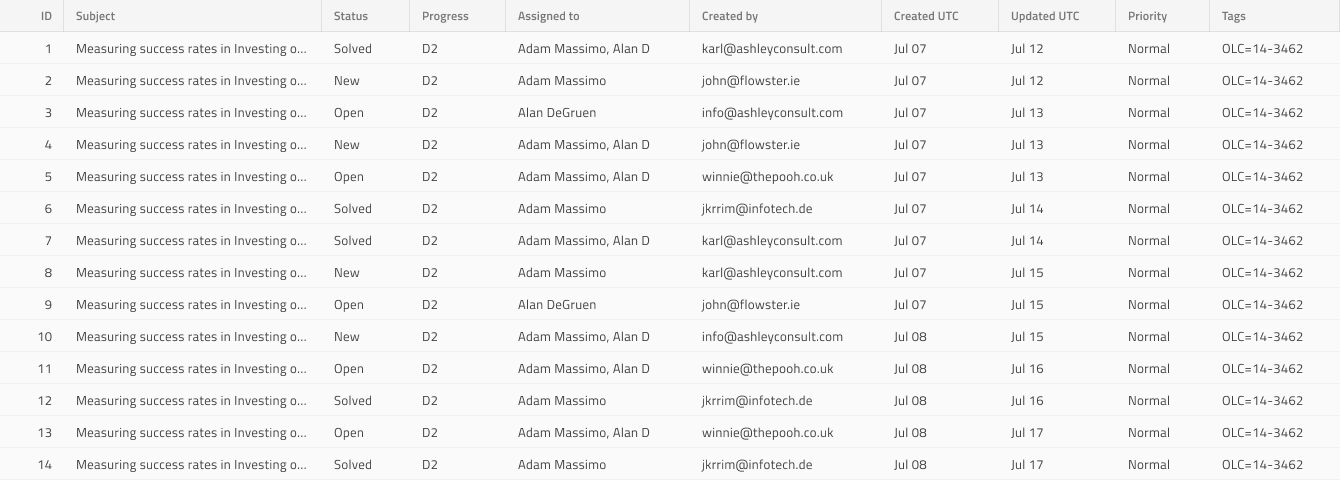 ID Subject Status Progress Assigned to Created by Created UTC Updated UTC Priority Tags
1 Measuring success rates in Investing o... Solved D2 Adam Massimo, Alan D karl@ashleyconsult.com Jul 07 Jul 12 Normal OLC=14-3462
2 Measuring success rates in Investing o... New D2 Adam Massimo john@flowster.ie Jul 07 Jul 12 Normal OLC=14-3462
3 Measuring success rates in Investing o... Open D2 Alan DeGruen info@ashleyconsult.com Jul 07 Jul 13 Normal OLC=14-3462
4 Measuring success rates in Investing o... New D2 Adam Massimo, Alan D john@flowster.ie Jul 07 Jul 13 Normal OLC=14-3462
5 Measuring success rates in Investing o... Open D2 Adam Massimo, Alan D winnie@thepooh.co.uk Jul 07 Jul 13 Normal OLC=14-3462
6 Measuring success rates in Investing o... Solved D2 Adam Massimo jkrrim@infotech.de Jul 07 Jul 14 Normal OLC=14-3462
7 Measuring success rates in Investing o... Solved D2 Adam Massimo, Alan D karl@ashleyconsult.com Jul 07 Jul 14 Normal OLC=14-3462
8 Measuring success rates in Investing o... New D2 Adam Massimo karl@ashleyconsult.com Jul 07 Jul 15 Normal OLC=14-3462
9 Measuring success rates in Investing o... Open D2 Alan DeGruen john@flowster.ie Jul 07 Jul 15 Normal OLC=14-3462
10 Measuring success rates in Investing o... New D2 Adam Massimo, Alan D info@ashleyconsult.com Jul 08 Jul 15 Normal OLC=14-3462
11 Measuring success rates in Investing o... Open D2 Adam Massimo, Alan D winnie@thepooh.co.uk Jul 08 Jul 16 Normal OLC=14-3462
12 Measuring success rates in Investing o... Solved D2 Adam Massimo jkrrim@infotech.de Jul 08 Jul 16 Normal OLC=14-3462
13 Measuring success rates in Investing o... Open D2 Adam Massimo, Alan D winnie@thepooh.co.uk Jul 08 Jul 17 Normal OLC=14-3462
14 Measuring success rates in Investing o... Solved D2 Adam Massimo jkrrim@infotech.de Jul 08 Jul 17 Normal OLC=14-3462